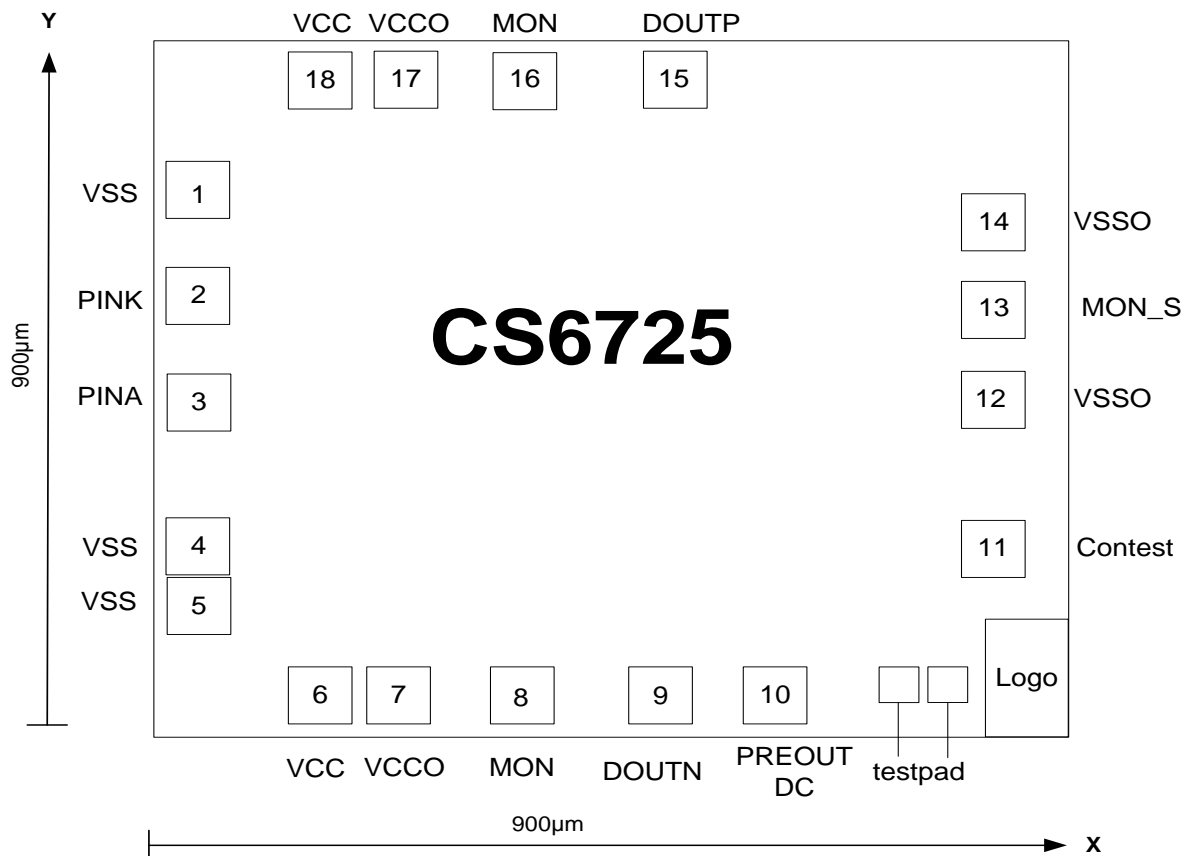 Y
VCC VCCO MON DOUTP
18 17 16 15
VSS 1
14 VSSO
PINK 2
13 MON_S
CS6725
900µm
PINA 3
12 VSSO
VSS 4
11 Contest
VSS 5
6 7 8 9 10
Logo
VCC VCCO MON DOUTN PREOUT DC testpad
900µm
X